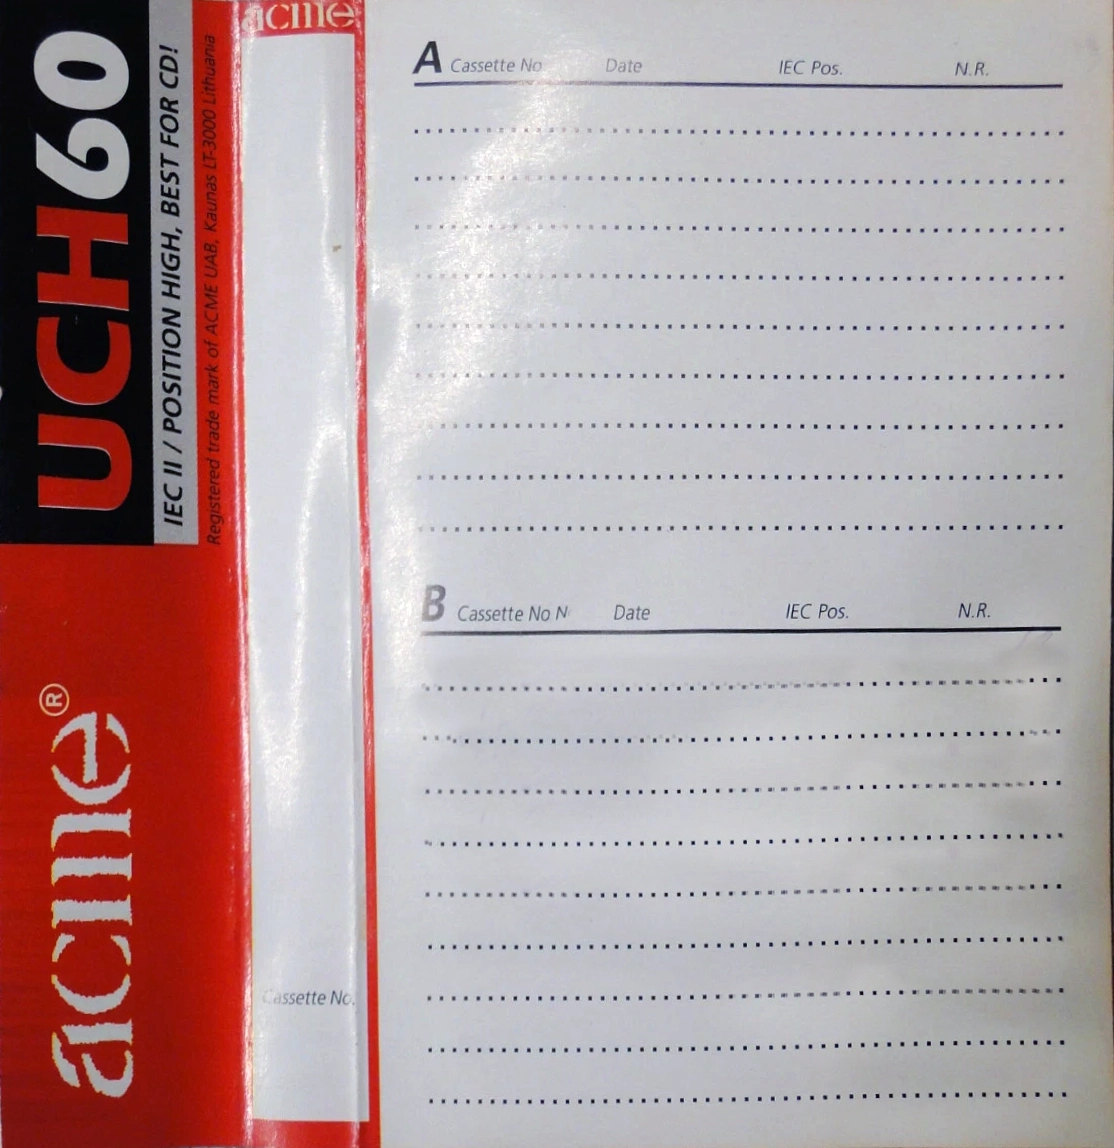 UCH60
IEC II / POSITION HIGH, BEST FOR CD!
Registered trade mark of ACME UAB, Kaunas LT-3000 Lithuania
acme®
acme
Cassette No.
A Cassette No Date IEC Pos. N.R.
B Cassette No N Date IEC Pos. N.R.